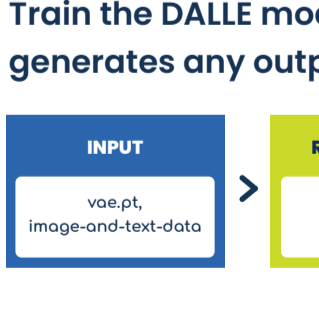 Train the DALLE mo
generates any outp
INPUT
vae.pt,
image-and-text-data